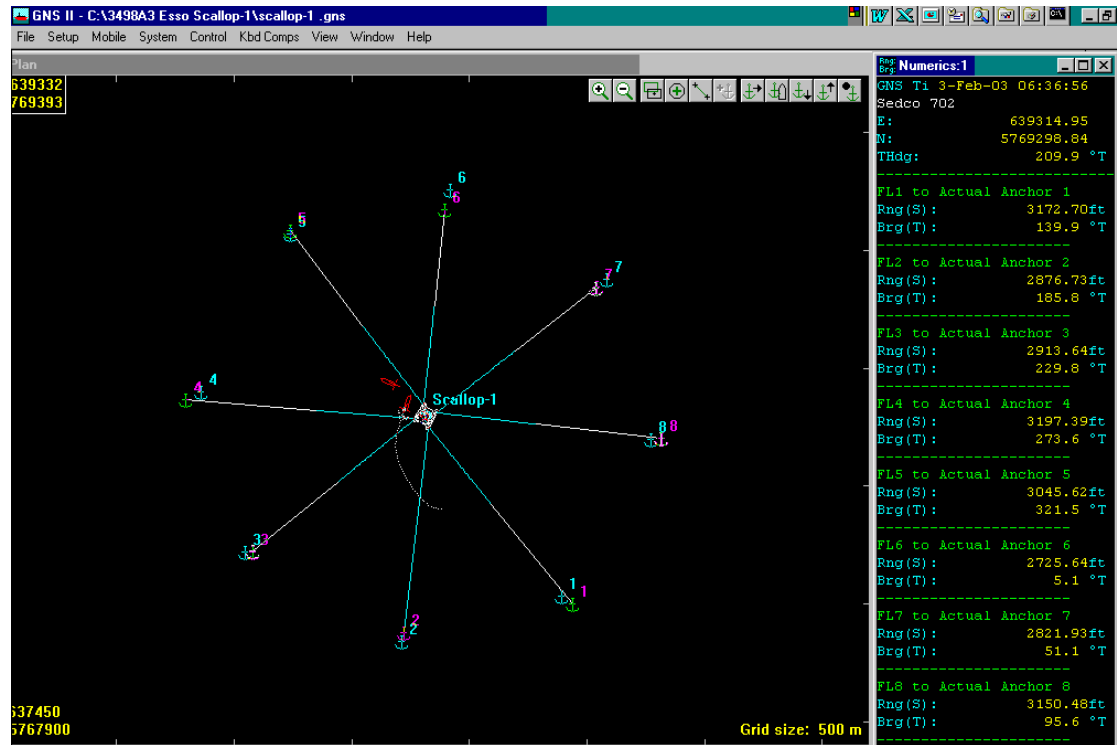 GNS II - C:\3498A3 Esso Scallop-1\scallop-1 .gns
File Setup Mobile System Control Kbd Comps View Window Help
Plan
639332
769393
Numerics:1
GNS Ti 3-Feb-03 06:36:56
Sedco 702
E: 639314.95
N: 5769298.84
THdg: 209.9 °T
FL1 to Actual Anchor 1
Rng(S): 3172.70ft
Brg(T): 139.9 °T
FL2 to Actual Anchor 2
Rng(S): 2876.73ft
Brg(T): 185.8 °T
FL3 to Actual Anchor 3
Rng(S): 2913.64ft
Brg(T): 229.8 °T
FL4 to Actual Anchor 4
Rng(S): 3197.39ft
Brg(T): 273.6 °T
FL5 to Actual Anchor 5
Rng(S): 3045.62ft
Brg(T): 321.5 °T
FL6 to Actual Anchor 6
Rng(S): 2725.64ft
Brg(T): 5.1 °T
FL7 to Actual Anchor 7
Rng(S): 2821.93ft
Brg(T): 51.1 °T
FL8 to Actual Anchor 8
Rng(S): 3150.48ft
Brg(T): 95.6 °T
6
6
5
7
7
4 4
Scallop-1
8 8
3 3
1 1
2
2
637450
5767900
Grid size: 500 m